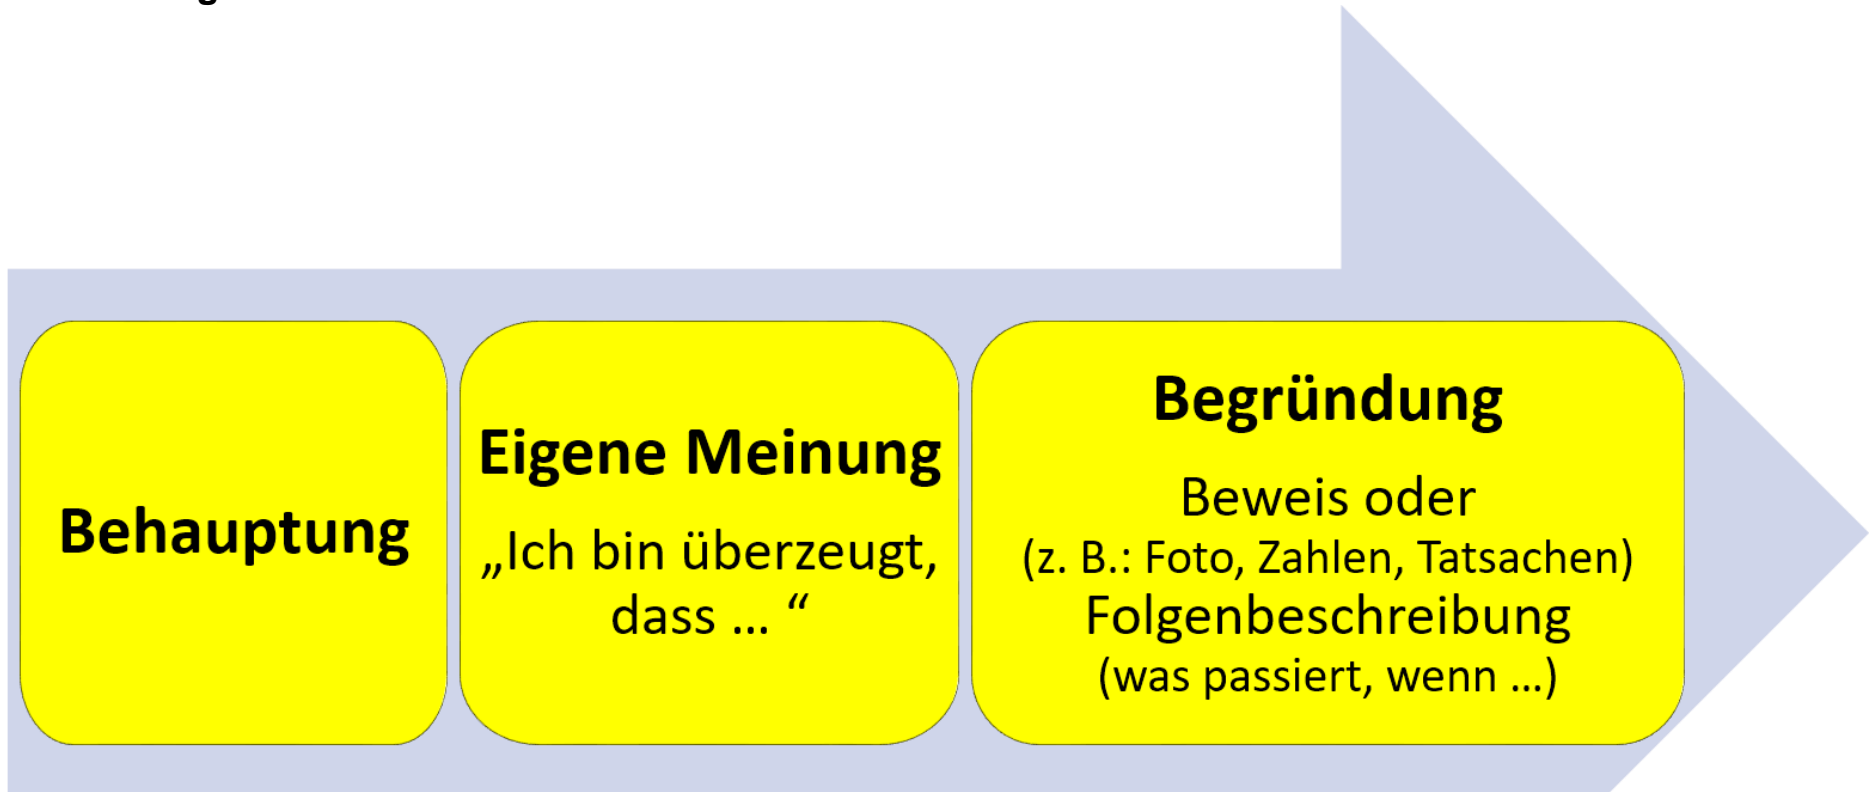 Behauptung
Eigene Meinung
„Ich bin überzeugt,
dass … “
Begründung
Beweis oder
(z. B.: Foto, Zahlen, Tatsachen)
Folgenbeschreibung
(was passiert, wenn …)